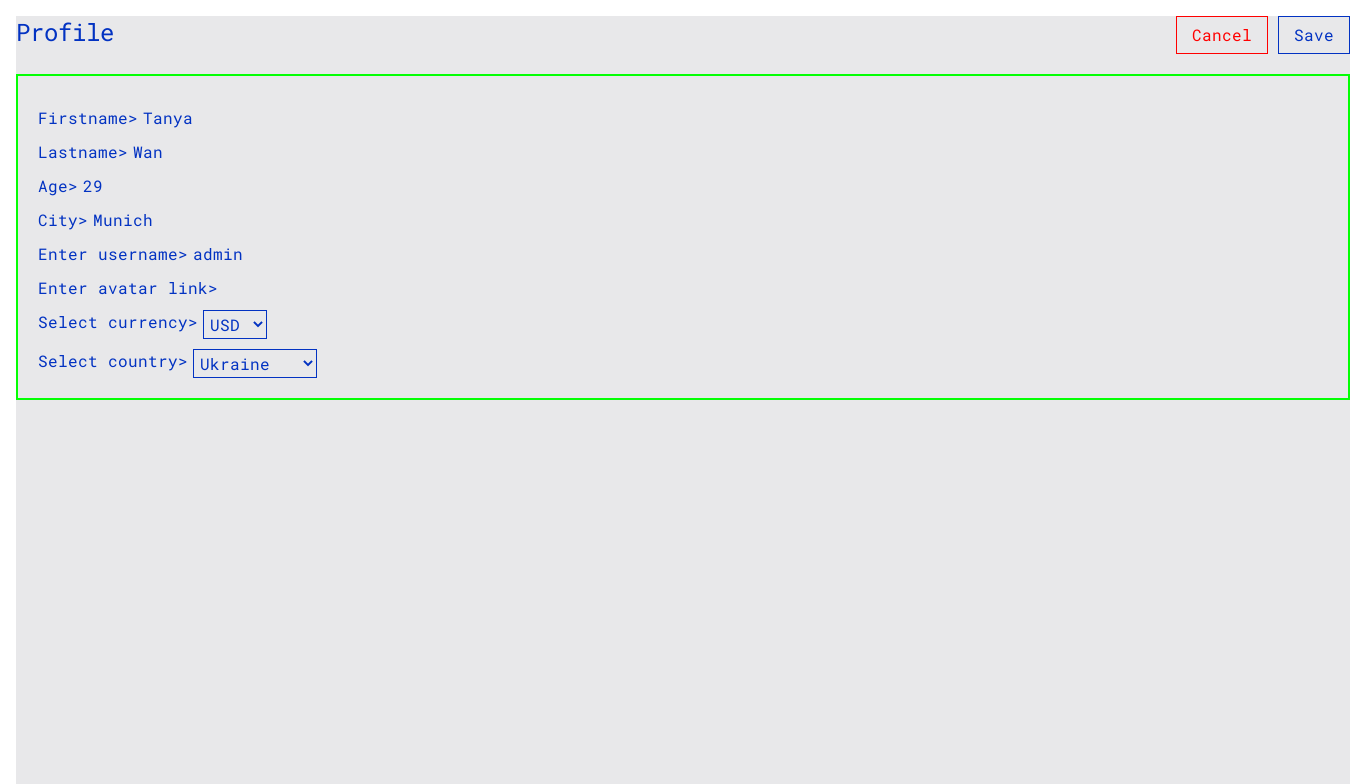 Profile
Cancel
Save
Firstname> Tanya
Lastname> Wan
Age> 29
City> Munich
Enter username> admin
Enter avatar link>
Select currency> USD
Select country> Ukraine